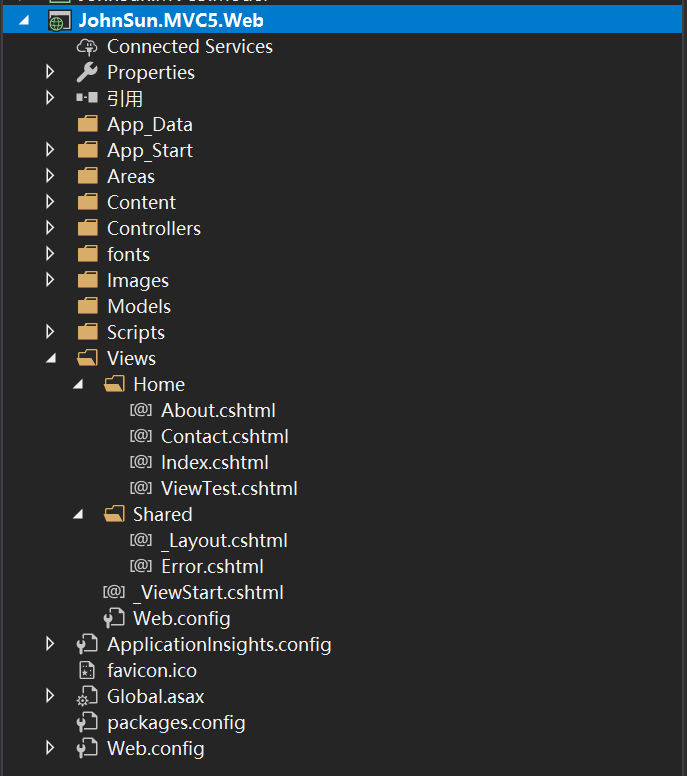 JohnSun.MVC5.Web
Connected Services
Properties
引用
App_Data
App_Start
Areas
Content
Controllers
fonts
Images
Models
Scripts
Views
Home
[@] About.cshtml
[@] Contact.cshtml
[@] Index.cshtml
[@] ViewTest.cshtml
Shared
[@] _Layout.cshtml
[@] Error.cshtml
[@] _ViewStart.cshtml
Web.config
ApplicationInsights.config
favicon.ico
Global.asax
packages.config
Web.config